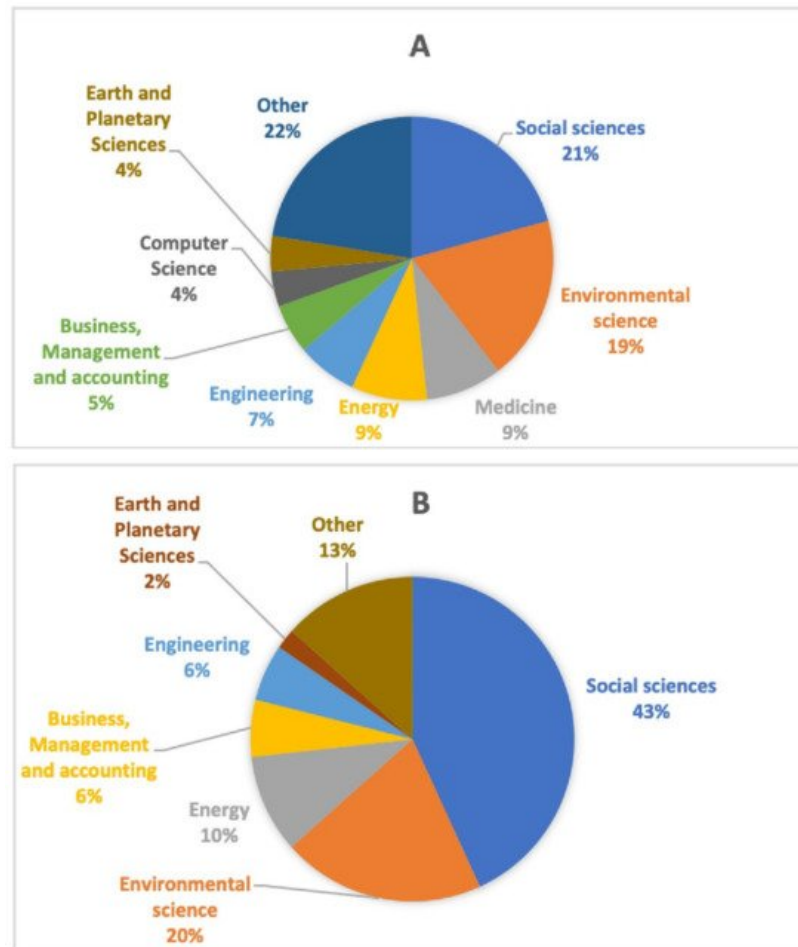 A
Earth and
Planetary
Sciences
4%
Other
22%
Social sciences
21%
Computer
Science
4%
Environmental
science
19%
Business,
Management
and accounting
5%
Engineering
7%
Energy
9%
Medicine
9%
B
Earth and
Planetary
Sciences
2%
Other
13%
Engineering
6%
Social sciences
43%
Business,
Management
and accounting
6%
Energy
10%
Environmental
science
20%